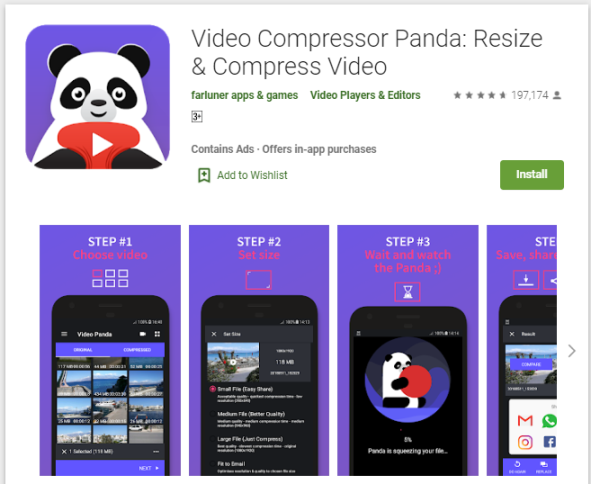 Video Compressor Panda: Resize
& Compress Video
farluner apps & games Video Players & Editors 197,174
3+
Contains Ads · Offers in-app purchases
Add to Wishlist
Install
STEP #1
Choose video
Video Panda
ORIGINAL COMPRESSED
1 Selected (118 MB)
NEXT
STEP #2
Set size
Set Size
118 MB
Small File (Easy Share)
Medium File (Better Quality)
Large File (Just Compress)
Fit to Email
STEP #3
Wait and watch
the Panda ;)
Panda is squeezing your file...
STE
Save, shar
Result
COMPARE
REPLACE